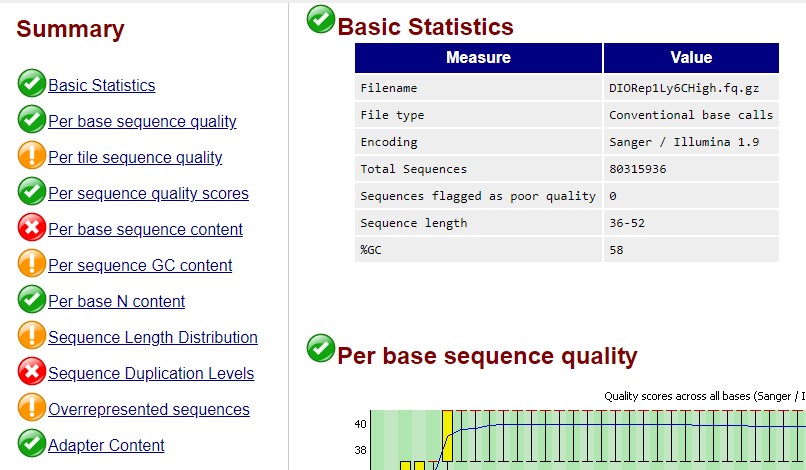 Summary
Basic Statistics
Per base sequence quality
Per tile sequence quality
Per sequence quality scores
Per base sequence content
Per sequence GC content
Per base N content
Sequence Length Distribution
Sequence Duplication Levels
Overrepresented sequences
Adapter Content
Basic Statistics
Measure Value
Filename DIORep1Ly6CHigh.fq.gz
File type Conventional base calls
Encoding Sanger / Illumina 1.9
Total Sequences 80315936
Sequences flagged as poor quality 0
Sequence length 36-52
%GC 58
Per base sequence quality
Quality scores across all bases (Sanger / I
40
38